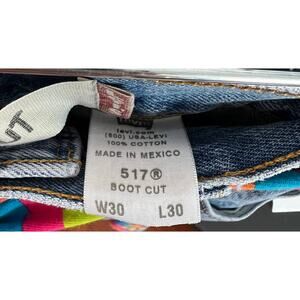 levi.com
(800) USA-LEVI
100% COTTON
MADE IN MEXICO
517®
BOOT CUT
W30 L30